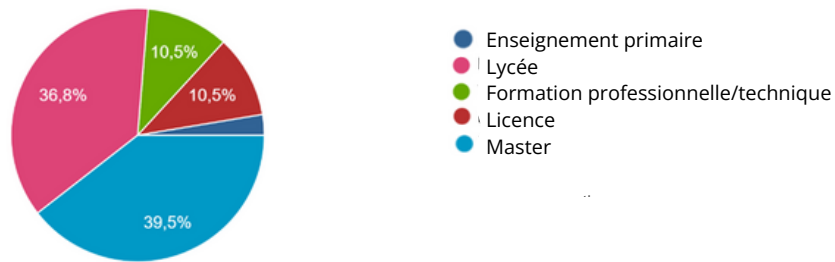 10,5%
36,8%
10,5%
39,5%
Enseignement primaire
Lycée
Formation professionnelle/technique
Licence
Master